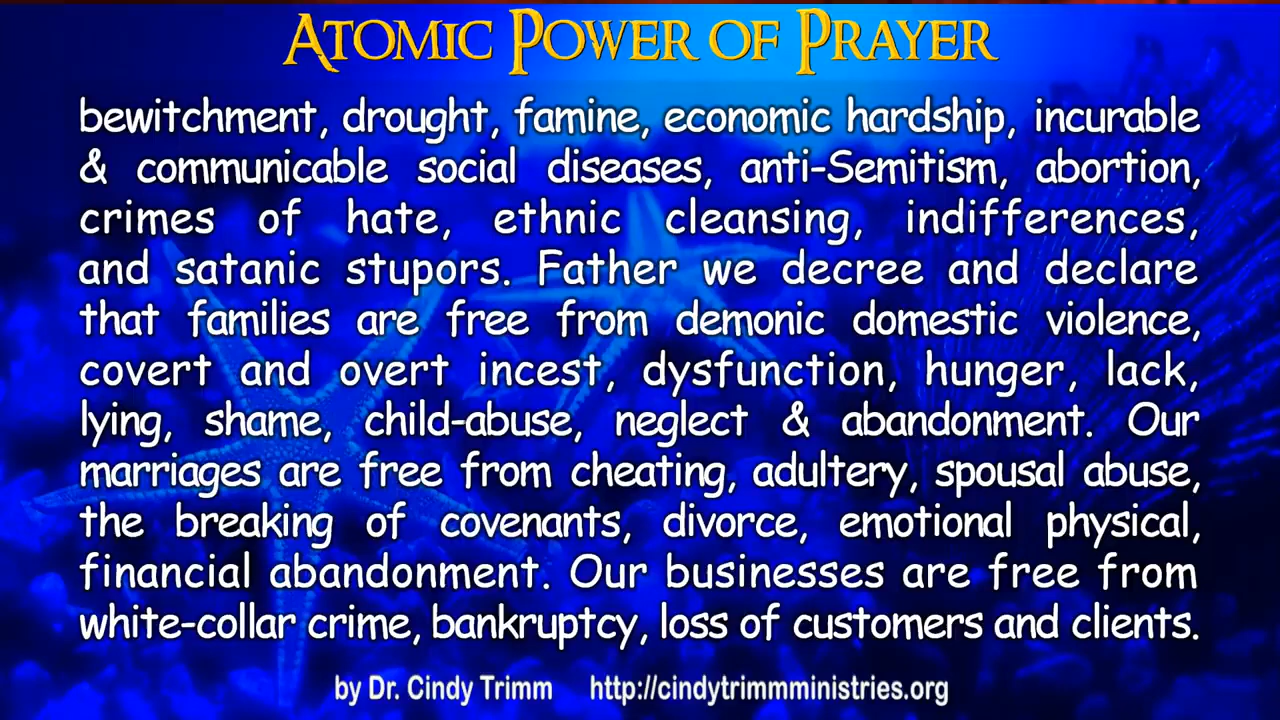 Atomic Power of Prayer
bewitchment, drought, famine, economic hardship, incurable
& communicable social diseases, anti-Semitism, abortion,
crimes of hate, ethnic cleansing, indifferences,
and satanic stupors. Father we decree and declare
that families are free from demonic domestic violence,
covert and overt incest, dysfunction, hunger, lack,
lying, shame, child-abuse, neglect & abandonment. Our
marriages are free from cheating, adultery, spousal abuse,
the breaking of covenants, divorce, emotional physical,
financial abandonment. Our businesses are free from
white-collar crime, bankruptcy, loss of customers and clients.
by Dr. Cindy Trimm http://cindytrimmministries.org